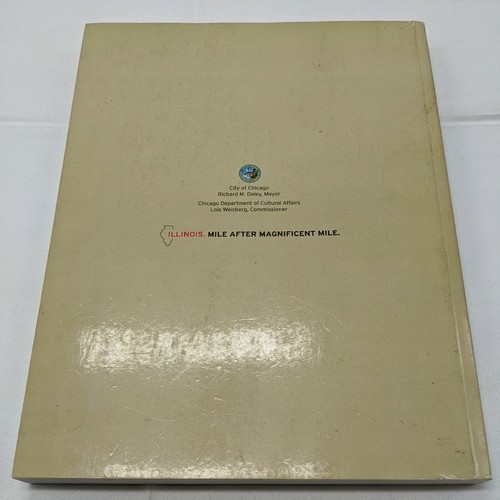 City of Chicago
Richard M. Daley, Mayor
Chicago Department of Cultural Affairs
Lois Weisberg, Commissioner
ILLINOIS. MILE AFTER MAGNIFICENT MILE.